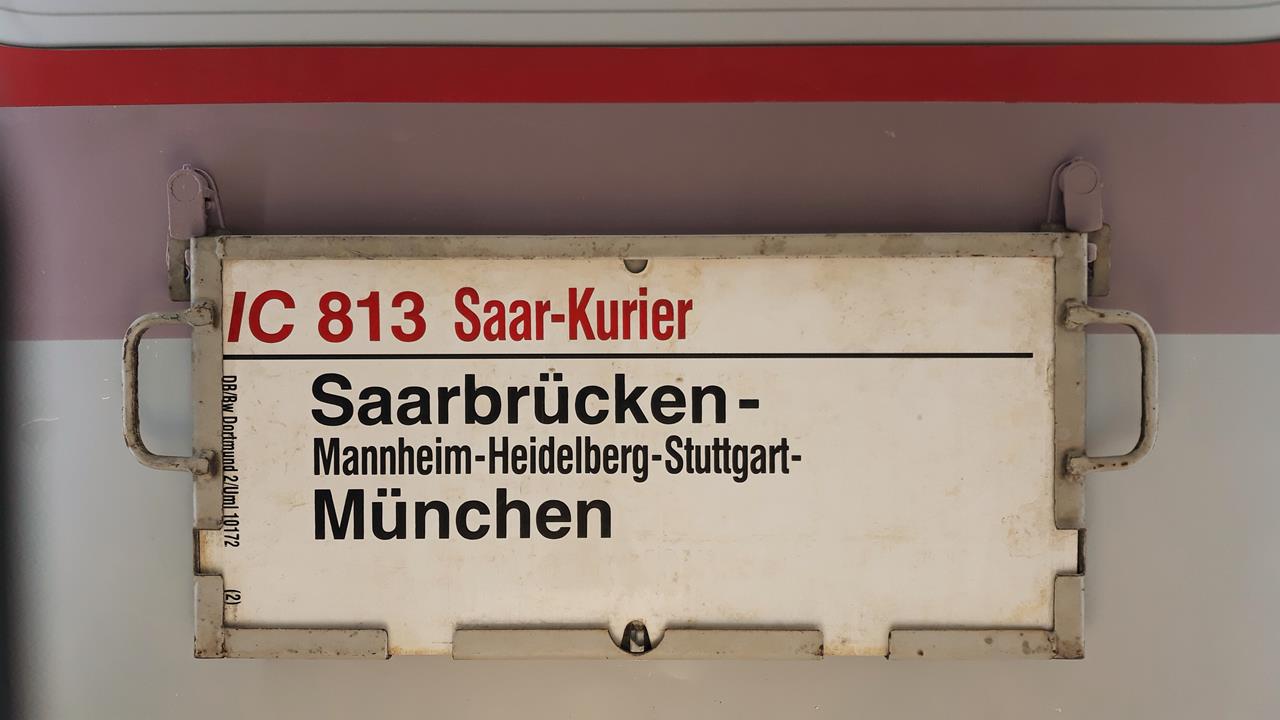 IC 813 Saar-Kurier
Saarbrücken-
Mannheim-Heidelberg-Stuttgart-
München
DB/Bw Dortmund 2/Uml 10172
(2)